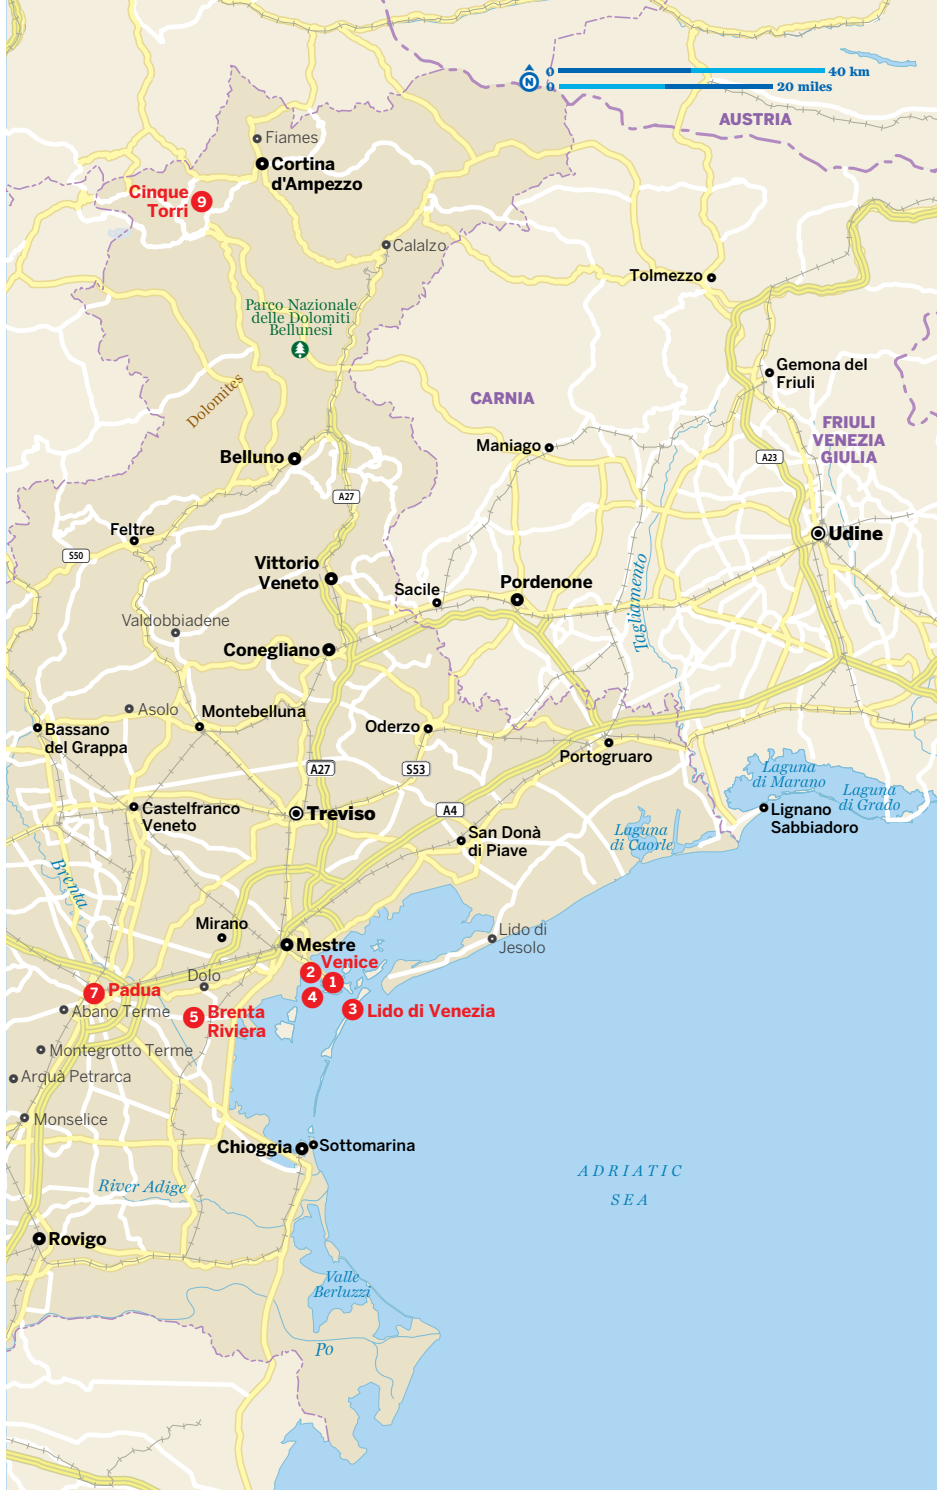 0
40 km
N
0
20 miles
AUSTRIA
Fiames
Cortina
d'Ampezzo
Cinque
Torri
9
Calalzo
Tolmezzo
Parco Nazionale
delle Dolomiti
Bellunesi
Gemona del
Friuli
Dolomites
CARNIA
FRIULI
VENEZIA
GIULIA
Maniago
Belluno
A23
A27
Feltre
Udine
S50
Vittorio
Veneto
Sacile
Pordenone
Tagliamento
Valdobbiadene
Conegliano
Asolo
Montebelluna
Bassano
del Grappa
Oderzo
Portogruaro
A27
S53
Laguna
di Marano
Laguna
di Grado
Castelfranco
Veneto
Treviso
A4
Lignano
Sabbiadoro
San Donà
di Piave
Laguna
di Caorle
Brenta
Mirano
Lido di
Jesolo
Mestre
Venice
2
1
4
Dolo
7
Padua
Abano Terme
5
Brenta
Riviera
3
Lido di Venezia
Montegrotto Terme
Arquà Petrarca
Monselice
Chioggia
Sottomarina
ADRIATIC
SEA
River Adige
Rovigo
Valle
Berluzzi
Po